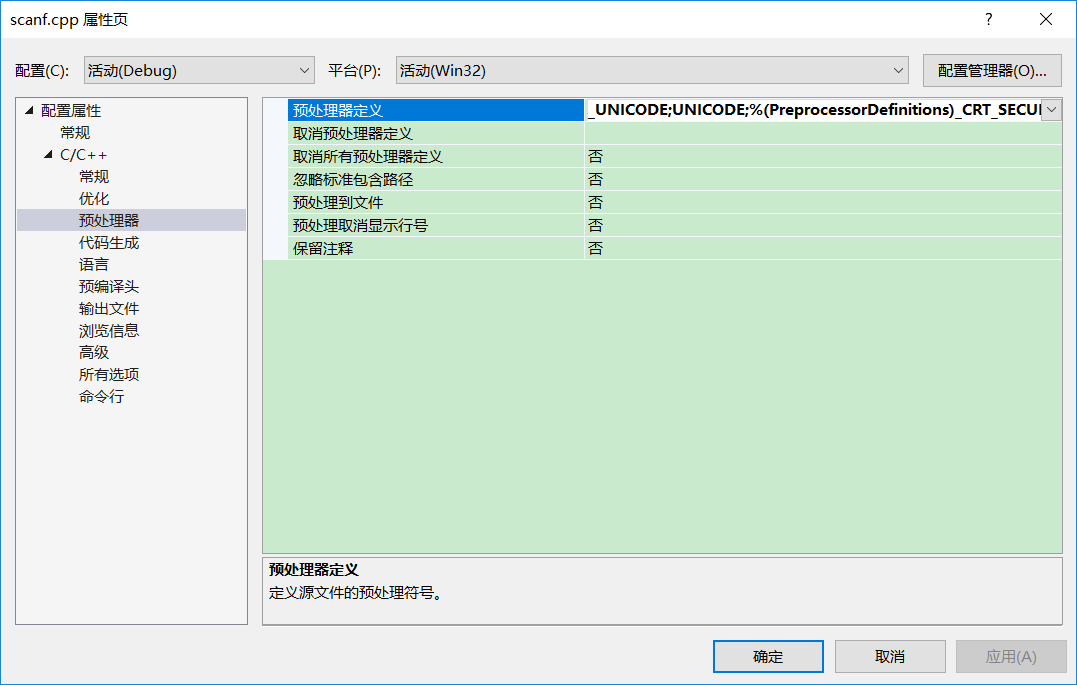 scanf.cpp 属性页
配置(C): 活动(Debug) 平台(P): 活动(Win32) 配置管理器(O)...
配置属性
常规
C/C++
常规
优化
预处理器
代码生成
语言
预编译头
输出文件
浏览信息
高级
所有选项
命令行
预处理器定义 _UNICODE;UNICODE;%(PreprocessorDefinitions)_CRT_SECUI
取消预处理器定义
取消所有预处理器定义 否
忽略标准包含路径 否
预处理到文件 否
预处理取消显示行号 否
保留注释 否
预处理器定义
定义源文件的预处理符号。
确定 取消 应用(A)